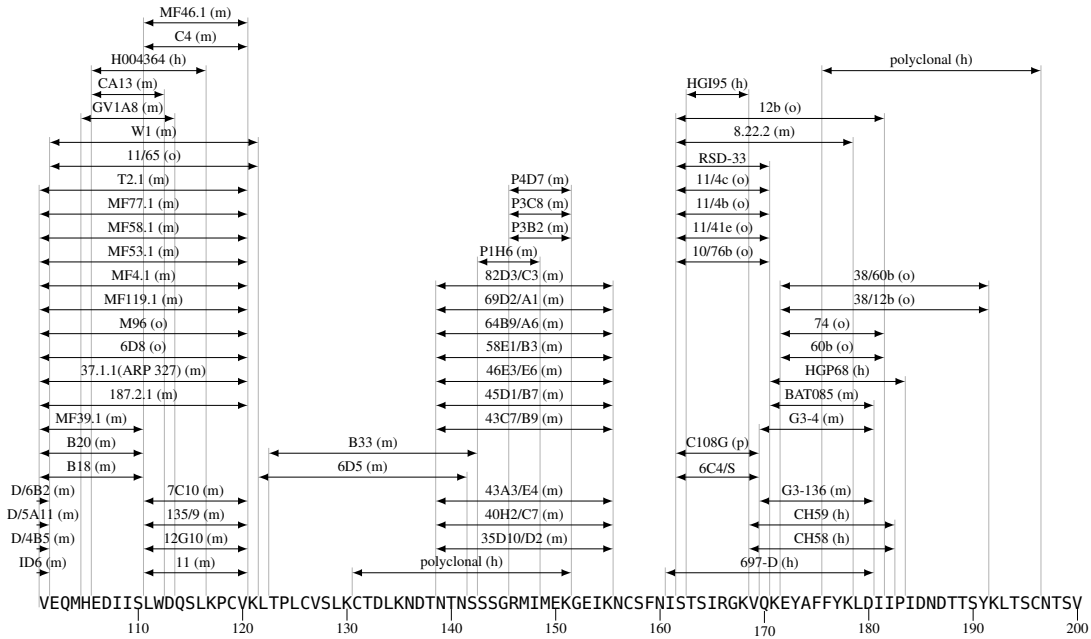 MF46.1 (m)
C4 (m)
H004364 (h) polyclonal (h)
CA13 (m) HGI95 (h)
GV1A8 (m) 12b (o)
W1 (m) 8.22.2 (m)
11/65 (o) RSD-33
T2.1 (m) P4D7 (m) 11/4c (o)
MF77.1 (m) P3C8 (m) 11/4b (o)
MF58.1 (m) P3B2 (m) 11/41e (o)
MF53.1 (m) P1H6 (m) 10/76b (o)
MF4.1 (m) 82D3/C3 (m) 38/60b (o)
MF119.1 (m) 69D2/A1 (m) 38/12b (o)
M96 (o) 64B9/A6 (m) 74 (o)
6D8 (o) 58E1/B3 (m) 60b (o)
37.1.1(ARP 327) (m) 46E3/E6 (m) HGP68 (h)
187.2.1 (m) 45D1/B7 (m) BAT085 (m)
MF39.1 (m) 43C7/B9 (m) G3-4 (m)
B20 (m) B33 (m) C108G (p)
B18 (m) 6D5 (m) 6C4/S
D/6B2 (m) 7C10 (m) 43A3/E4 (m) G3-136 (m)
D/5A11 (m) 135/9 (m) 40H2/C7 (m) CH59 (h)
D/4B5 (m) 12G10 (m) 35D10/D2 (m) CH58 (h)
ID6 (m) 11 (m) polyclonal (h) 697-D (h)
VEQMHEDIISLWDQSLKPCVKLTPLCVSLKCTDLKNDTNTNSSSGRMIMEKGEIKNCSFNISTSIRGKVQKEYAFFYKLDIIPIDNDTTSYKLTSCNTSV
110 120 130 140 150 160 170 180 190 200